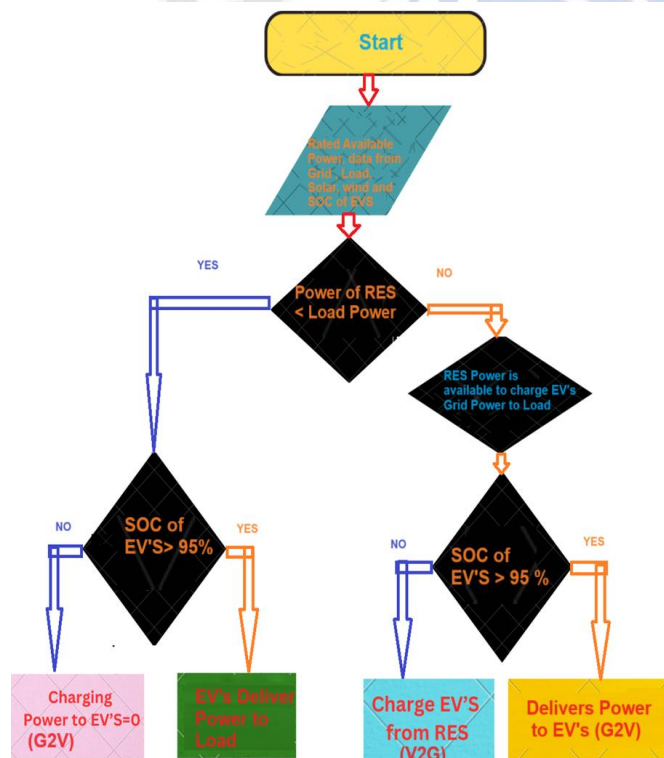 Start
Rated Available
Power, data from
Grid , Load,
Solar, wind and
SOC of EVS
YES
NO
Power of RES
< Load Power
RES Power is
available to charge EV's
Grid Power to Load
NO
SOC of
EV'S> 95%
YES
NO
SOC of
EV'S > 95 %
YES
Charging
Power to EV'S=0
(G2V)
EV's Deliver
Power to
Load
Charge EV'S
from RES
(V2G)
Delivers Power
to EV's (G2V)